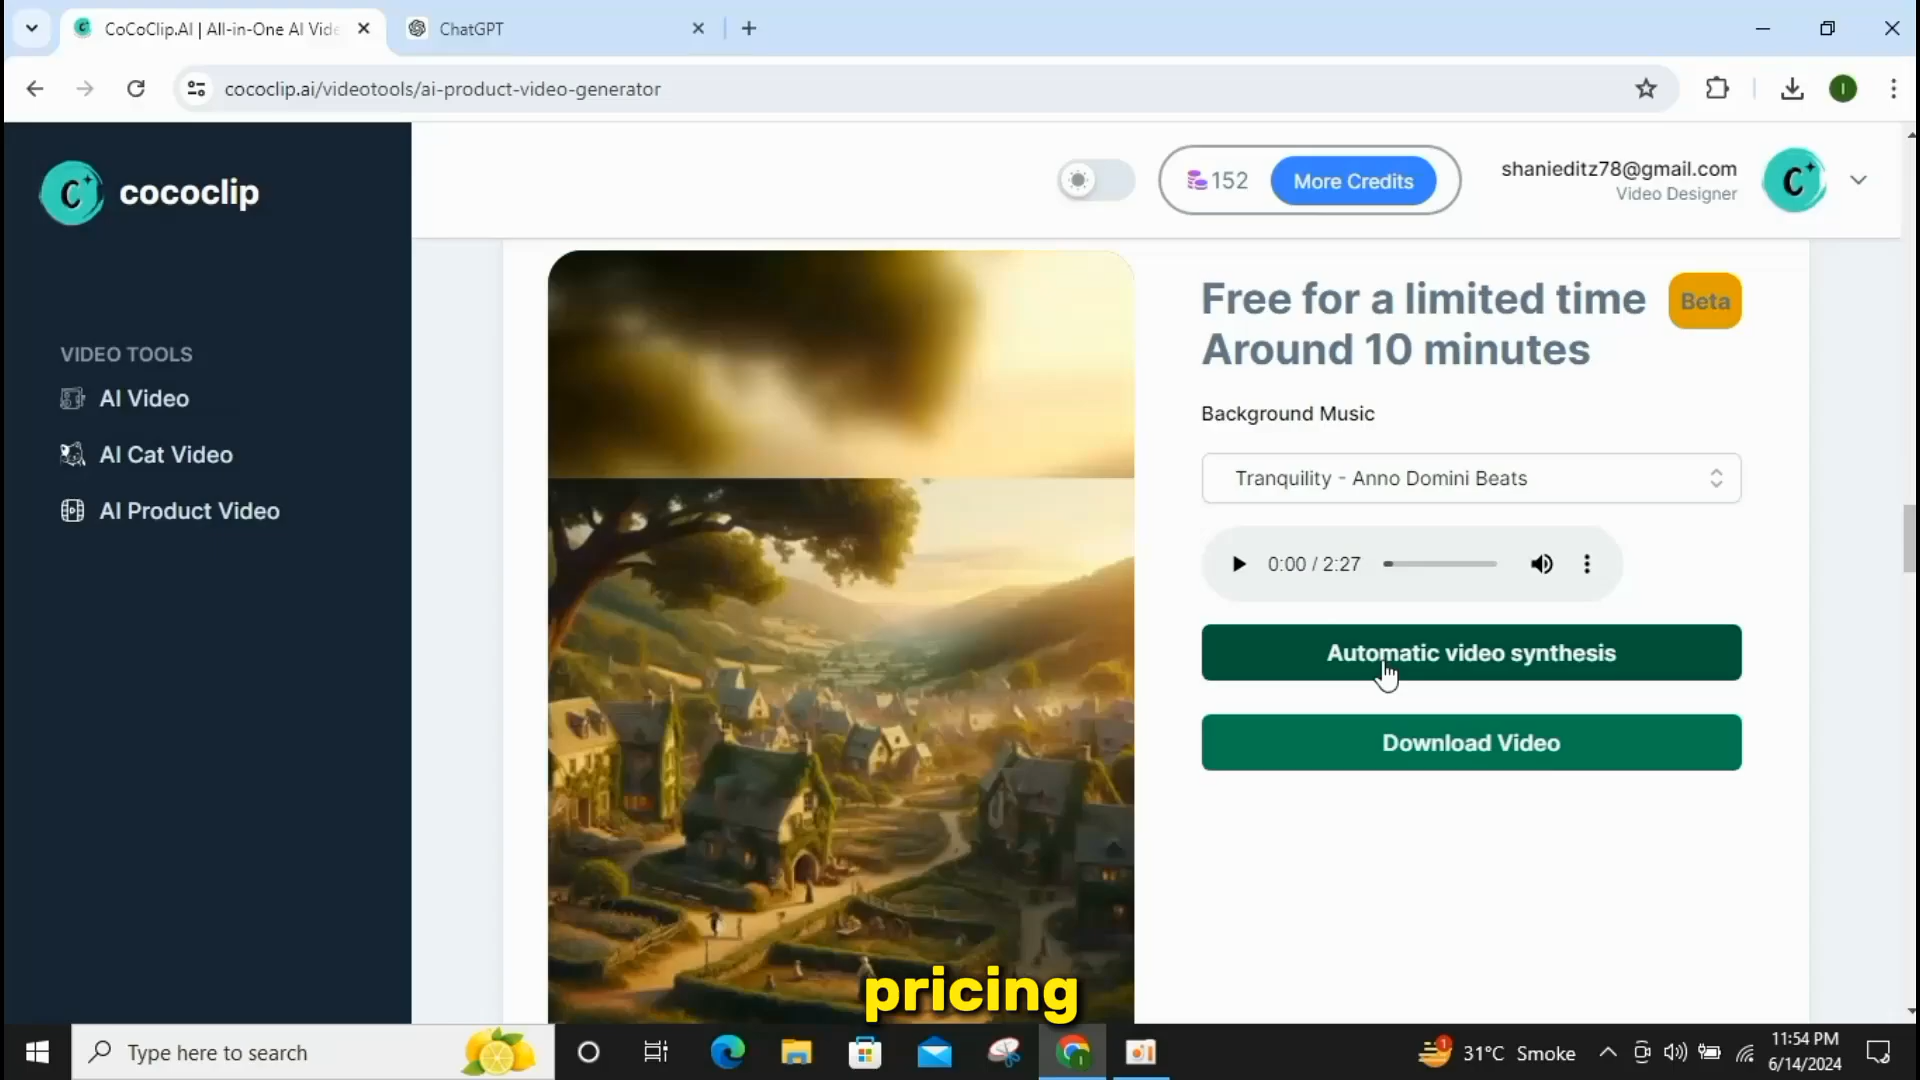 CoCoClip.AI | All-in-One AI Vide
ChatGPT
cococlip.ai/videotools/ai-product-video-generator
I
cococlip
152
More Credits
shanieditz78@gmail.com
Video Designer
VIDEO TOOLS
AI Video
AI Cat Video
AI Product Video
Free for a limited time
Around 10 minutes
Beta
Background Music
Tranquility - Anno Domini Beats
0:00 / 2:27
Automatic video synthesis
Download Video
pricing
Type here to search
1
31°C Smoke
11:54 PM
6/14/2024